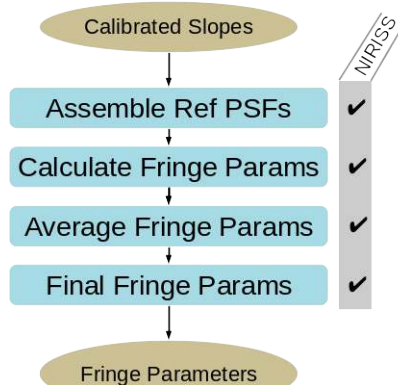 Calibrated Slopes
NIRISS
Assemble Ref PSFs ✔
Calculate Fringe Params ✔
Average Fringe Params ✔
Final Fringe Params ✔
Fringe Parameters